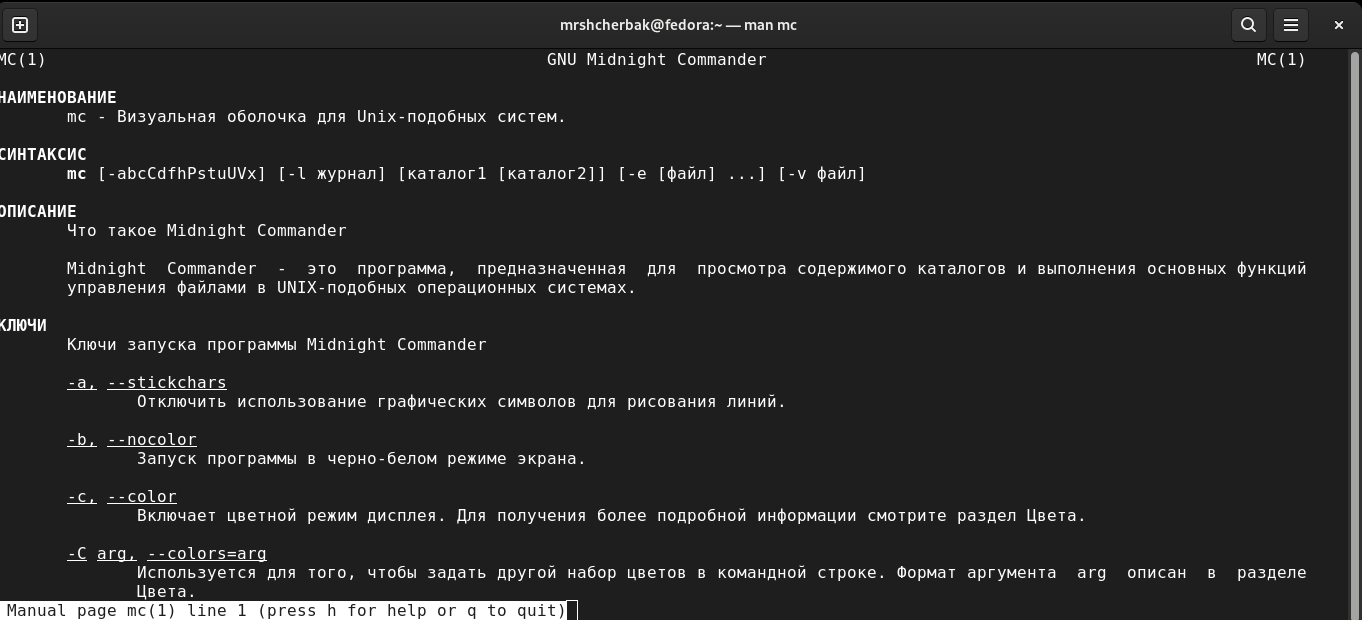 mrshcherbak@fedora:~ — man mc
MC(1) GNU Midnight Commander MC(1)
НАИМЕНОВАНИЕ
mc - Визуальная оболочка для Unix-подобных систем.
СИНТАКСИС
mc [-abcCdfhPstuUVx] [-l журнал] [каталог1 [каталог2]] [-e [файл] ...] [-v файл]
ОПИСАНИЕ
Что такое Midnight Commander
Midnight Commander - это программа, предназначенная для просмотра содержимого каталогов и выполнения основных функций
управления файлами в UNIX-подобных операционных системах.
КЛЮЧИ
Ключи запуска программы Midnight Commander
-a, --stickchars
Отключить использование графических символов для рисования линий.
-b, --nocolor
Запуск программы в черно-белом режиме экрана.
-c, --color
Включает цветной режим дисплея. Для получения более подробной информации смотрите раздел Цвета.
-C arg, --colors=arg
Используется для того, чтобы задать другой набор цветов в командной строке. Формат аргумента arg описан в разделе
Цвета.
Manual page mc(1) line 1 (press h for help or q to quit)